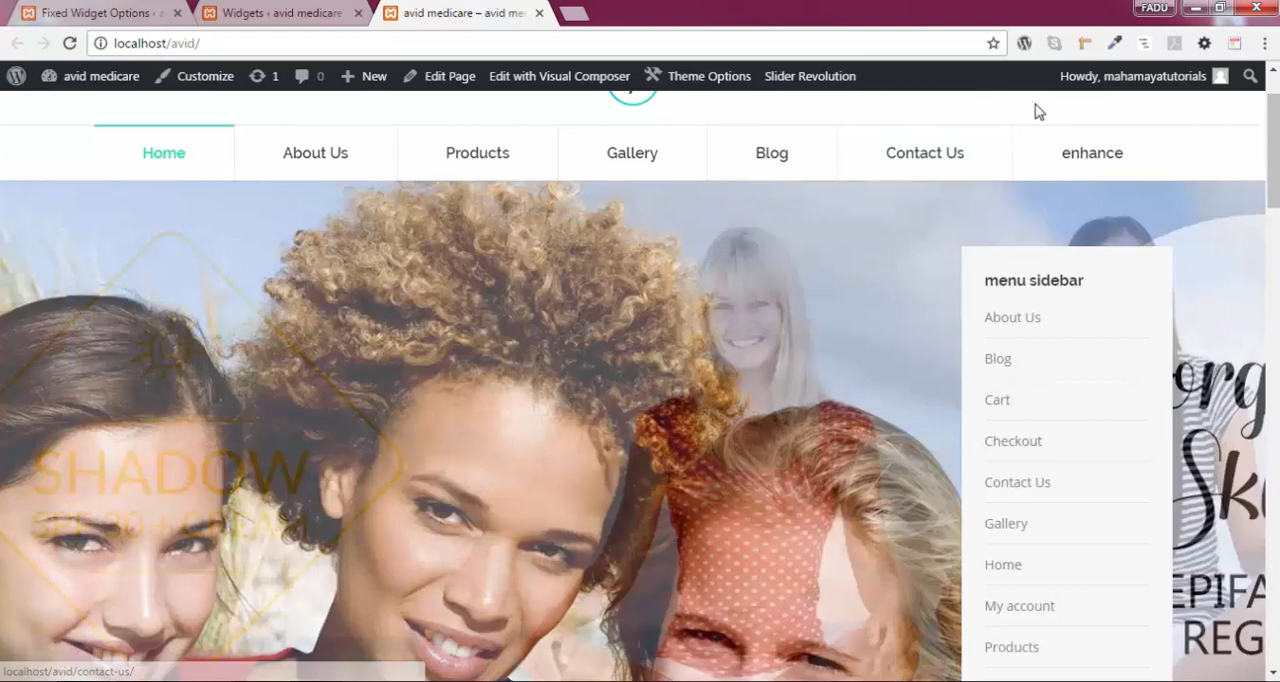 Fixed Widget Options ‹ a
Widgets ‹ avid medicare
avid medicare – avid me
FADU
localhost/avid/
avid medicare
Customize
1
0
New
Edit Page
Edit with Visual Composer
Theme Options
Slider Revolution
Howdy, mahamayatutorials
Home
About Us
Products
Gallery
Blog
Contact Us
enhance
menu sidebar
About Us
Blog
Cart
Checkout
Contact Us
Gallery
Home
My account
Products
SHADOW
EPIFA
REG
localhost/avid/contact-us/